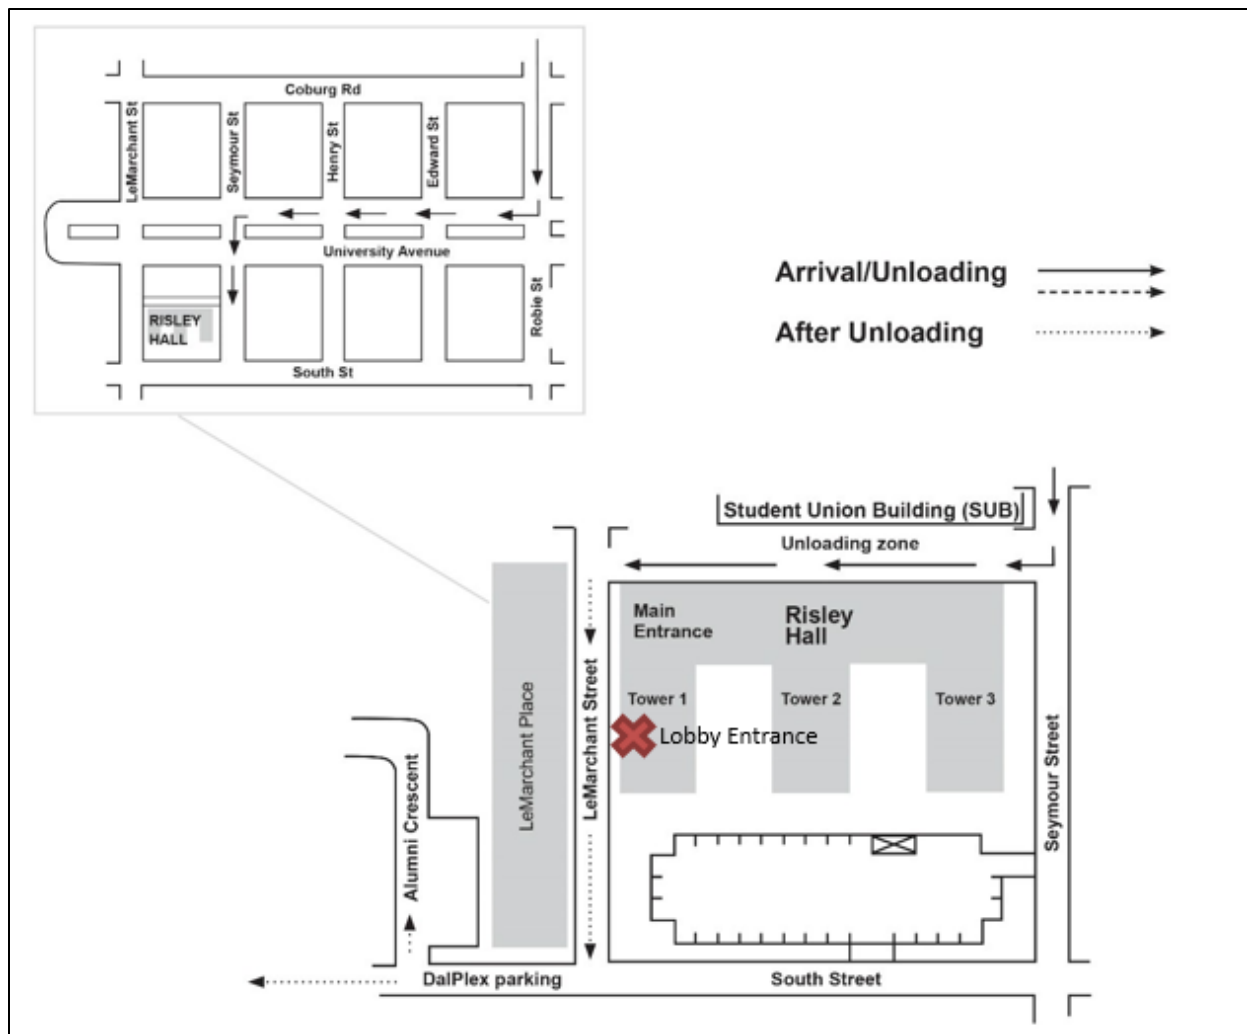 Coburg Rd
LeMarchant St
Seymour St
Henry St
Edward St
University Avenue
Robie St
RISLEY
HALL
South St
Arrival/Unloading
After Unloading
Student Union Building (SUB)
Unloading zone
Main
Entrance
Risley
Hall
Tower 1
Tower 2
Tower 3
Lobby Entrance
LeMarchant Place
LeMarchant Street
Seymour Street
Alumni Crescent
DalPlex parking
South Street